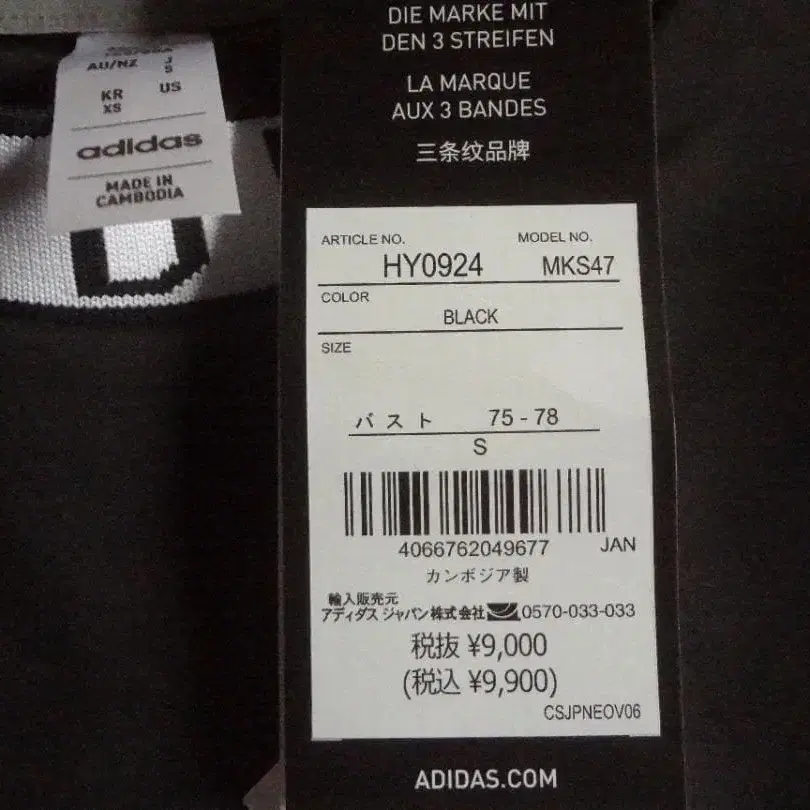 AU/NZ
J
S
KR
XS
US
adidas
MADE IN
CAMBODIA
DIE MARKE MIT
DEN 3 STREIFEN
LA MARQUE
AUX 3 BANDES
三条纹品牌
ARTICLE NO.
MODEL NO.
HY0924
MKS47
COLOR
BLACK
SIZE
バスト 75 - 78
S
4066762049677 JAN
カンボジア製
輸入販売元
アディダス ジャパン株式会社 0570-033-033
税抜 ¥9,000
(税込 ¥9,900)
CSJPNEOV06
ADIDAS.COM